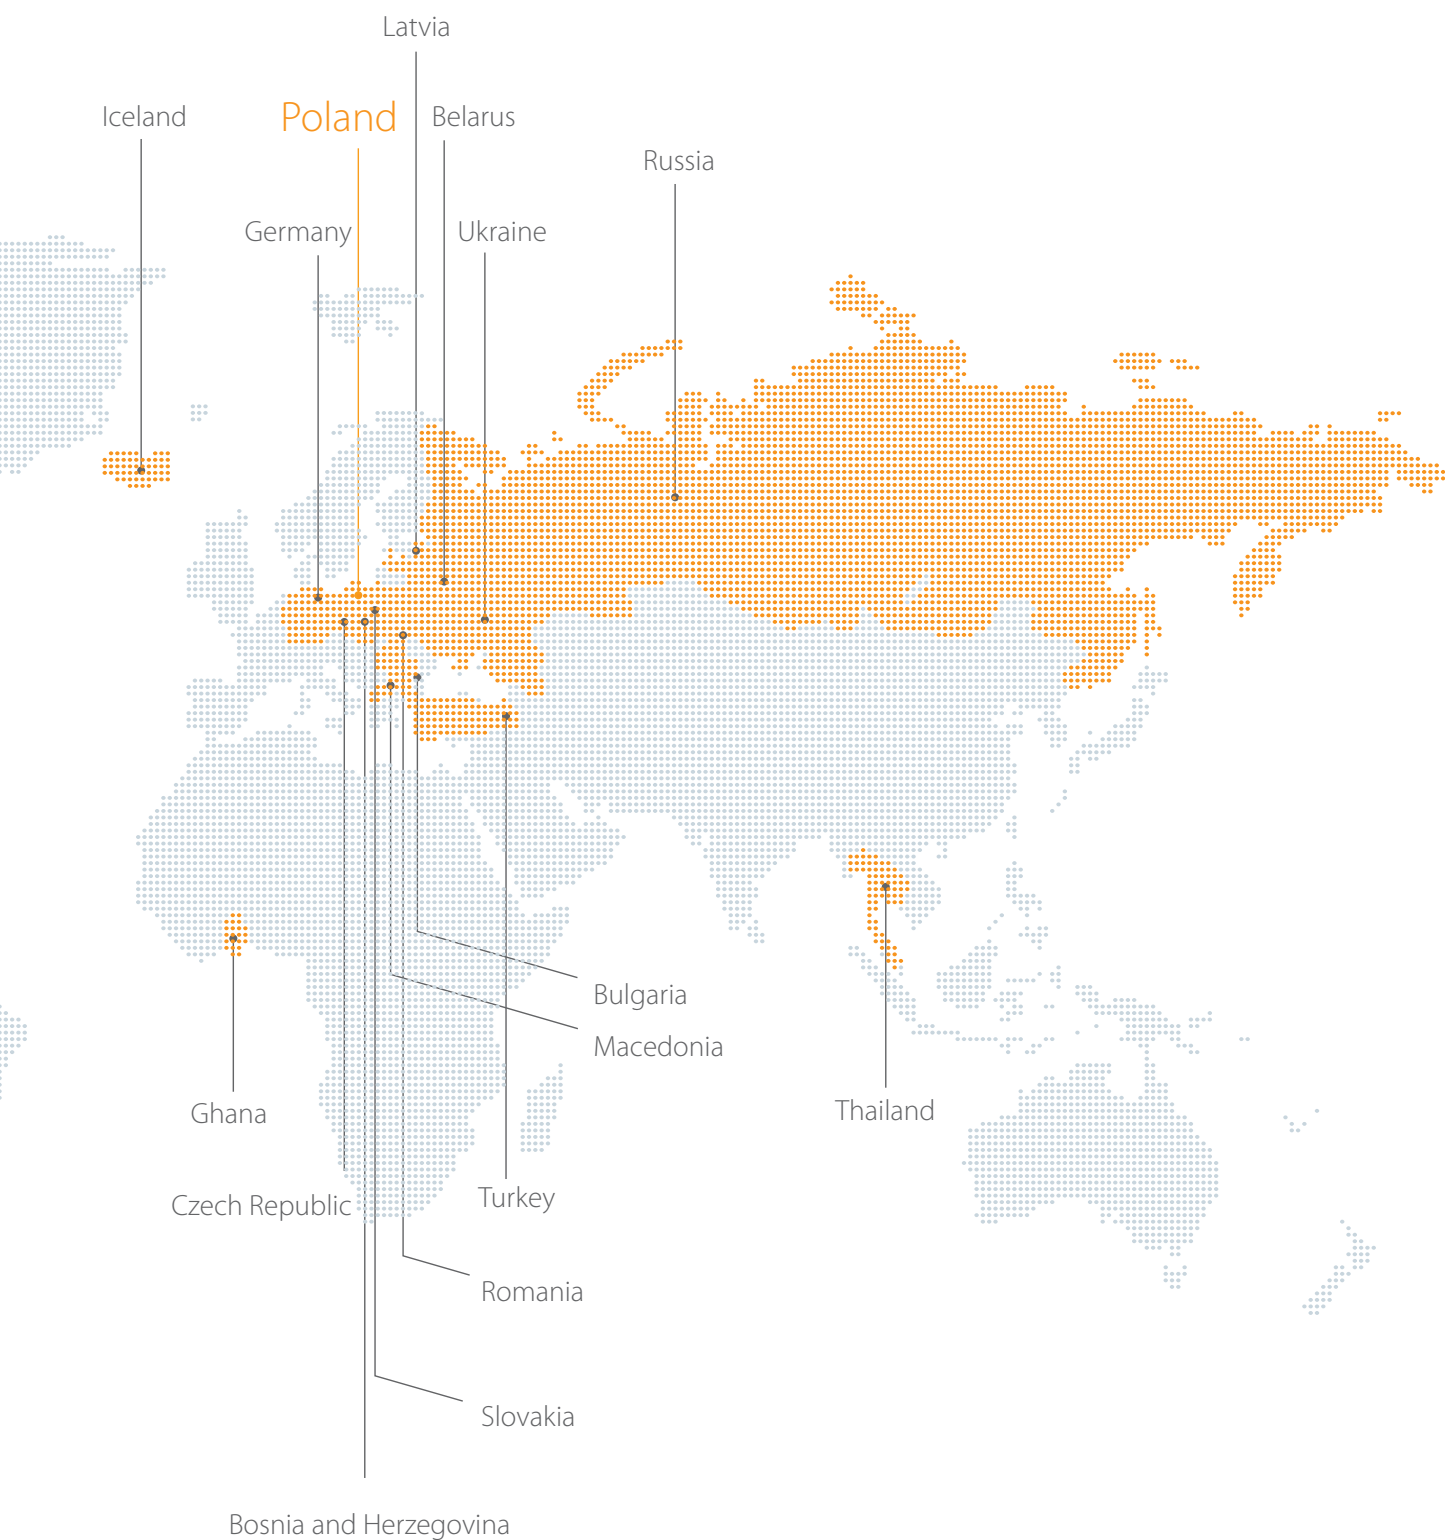 Latvia
Iceland
Poland
Belarus
Russia
Germany
Ukraine
Bulgaria
Macedonia
Ghana
Thailand
Czech Republic
Turkey
Romania
Slovakia
Bosnia and Herzegovina